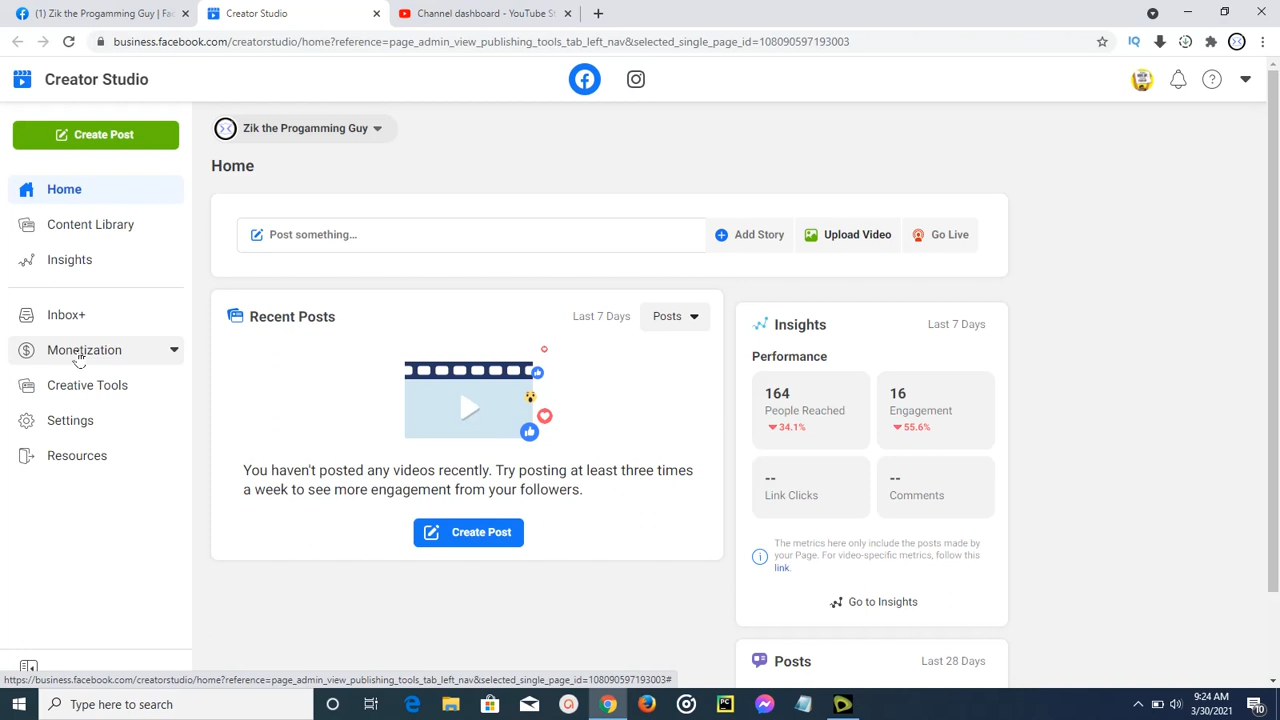 (1) Zik the Progamming Guy | Fac
Creator Studio
Channel dashboard - YouTube St
business.facebook.com/creatorstudio/home?reference=page_admin_view_publishing_tools_tab_left_nav&selected_single_page_id=108090597193003
IQ
Creator Studio
Create Post
Zik the Progamming Guy
Home
Home
Content Library
Insights
Inbox+
Monetization
Creative Tools
Settings
Resources
Post something...
Add Story
Upload Video
Go Live
Recent Posts
Last 7 Days
Posts
You haven't posted any videos recently. Try posting at least three times
a week to see more engagement from your followers.
Create Post
Insights
Last 7 Days
Performance
164
People Reached
34.1%
16
Engagement
55.6%
--
Link Clicks
--
Comments
The metrics here only include the posts made by
your Page. For video-specific metrics, follow this
link.
Go to Insights
Posts
Last 28 Days
https://business.facebook.com/creatorstudio/home?reference=page_admin_view_publishing_tools_tab_left_nav&selected_single_page_id=108090597193003#
Type here to search
PC
9:24 AM
3/30/2021
10